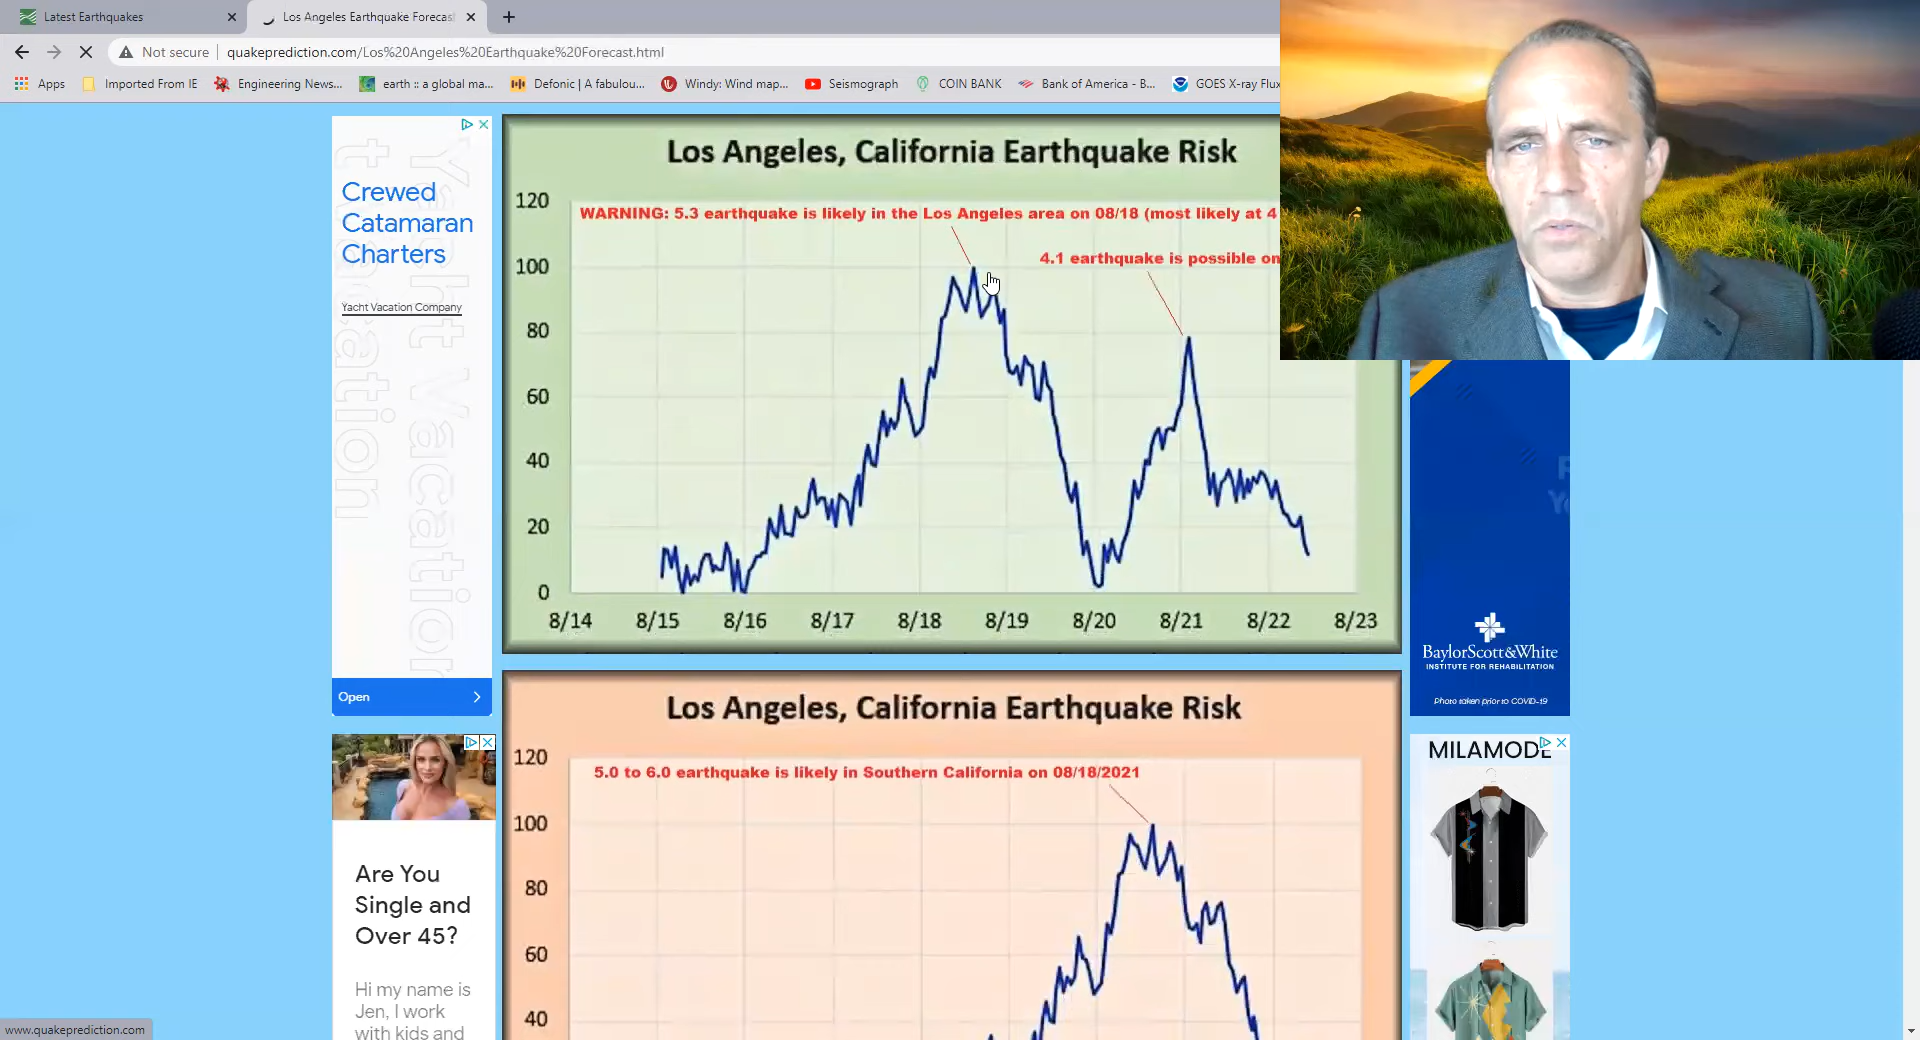 Latest Earthquakes
Los Angeles Earthquake Forecas
Not secure
quakeprediction.com/Los%20Angeles%20Earthquake%20Forecast.html
Apps
Imported From IE
Engineering News...
earth :: a global ma...
Defonic | A fabulou...
Windy: Wind map...
Seismograph
COIN BANK
Bank of America - B...
GOES X-ray Flux
Crewed
Catamaran
Charters
Yacht Vacation Company
Open
Are You
Single and
Over 45?
Hi my name is
Jen, I work
with kids and
www.quakeprediction.com
Los Angeles, California Earthquake Risk
WARNING: 5.3 earthquake is likely in the Los Angeles area on 08/18 (most likely at 4
4.1 earthquake is possible on
120
100
80
60
40
20
0
8/14 8/15 8/16 8/17 8/18 8/19 8/20 8/21 8/22 8/23
Los Angeles, California Earthquake Risk
5.0 to 6.0 earthquake is likely in Southern California on 08/18/2021
120
100
80
60
40
BaylorScott&White
INSTITUTE FOR REHABILITATION
Photo taken prior to COVID-19
MILAMODE